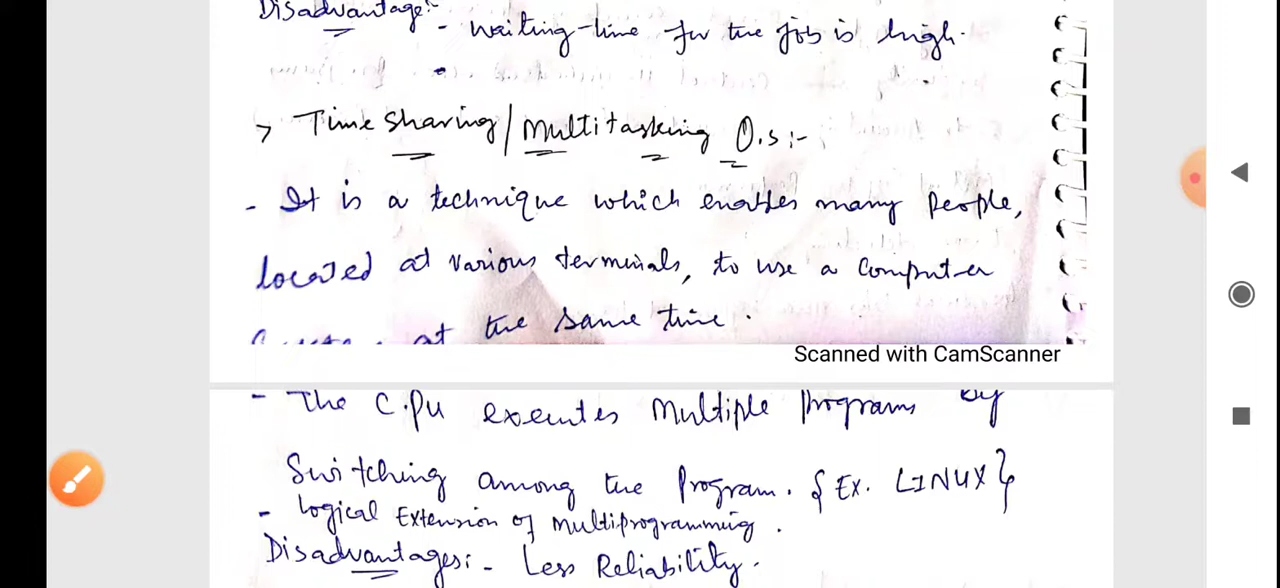 Disadvantage:-
- Waiting-time for the job is high.
> Time Sharing/Multitasking O.S:-
- It is a technique which enables many people,
located at various terminals, to use a computer
at the same time.
Scanned with CamScanner
- The C.PU executes Multiple Programs by
Switching among the Program. {Ex. LINUX}
- Logical Extension of Multiprogramming.
Disadvantages:- Less Reliability.